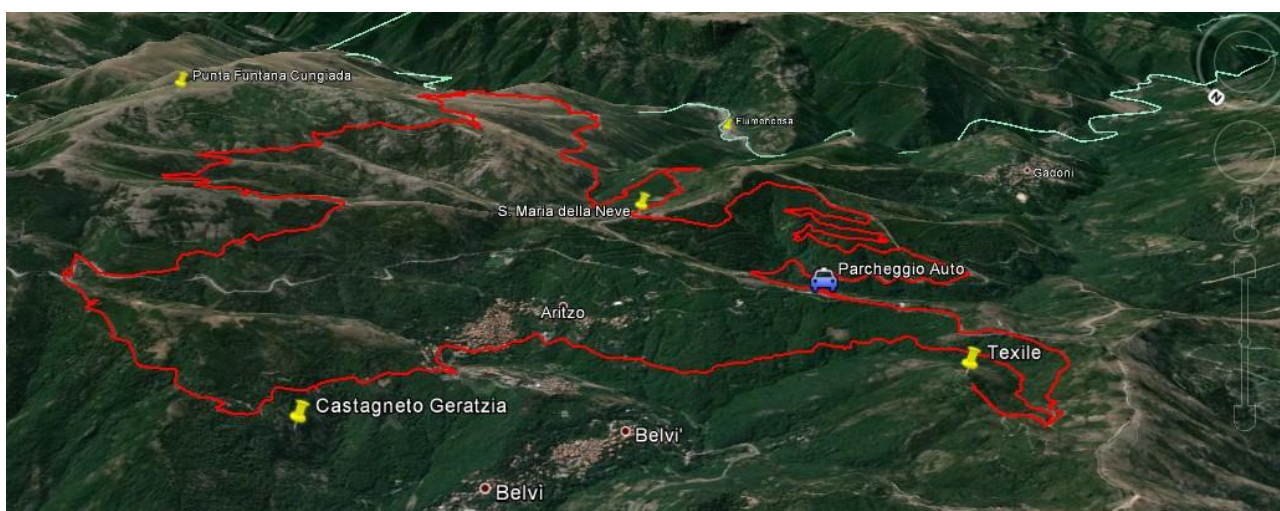 Punta Funtana Cungiada
Flumendosa
N
Gadoni
S. Maria della Neve
Parcheggio Auto
Aritzo
Texile
Castagneto Geratzia
Belvi'
Belvì